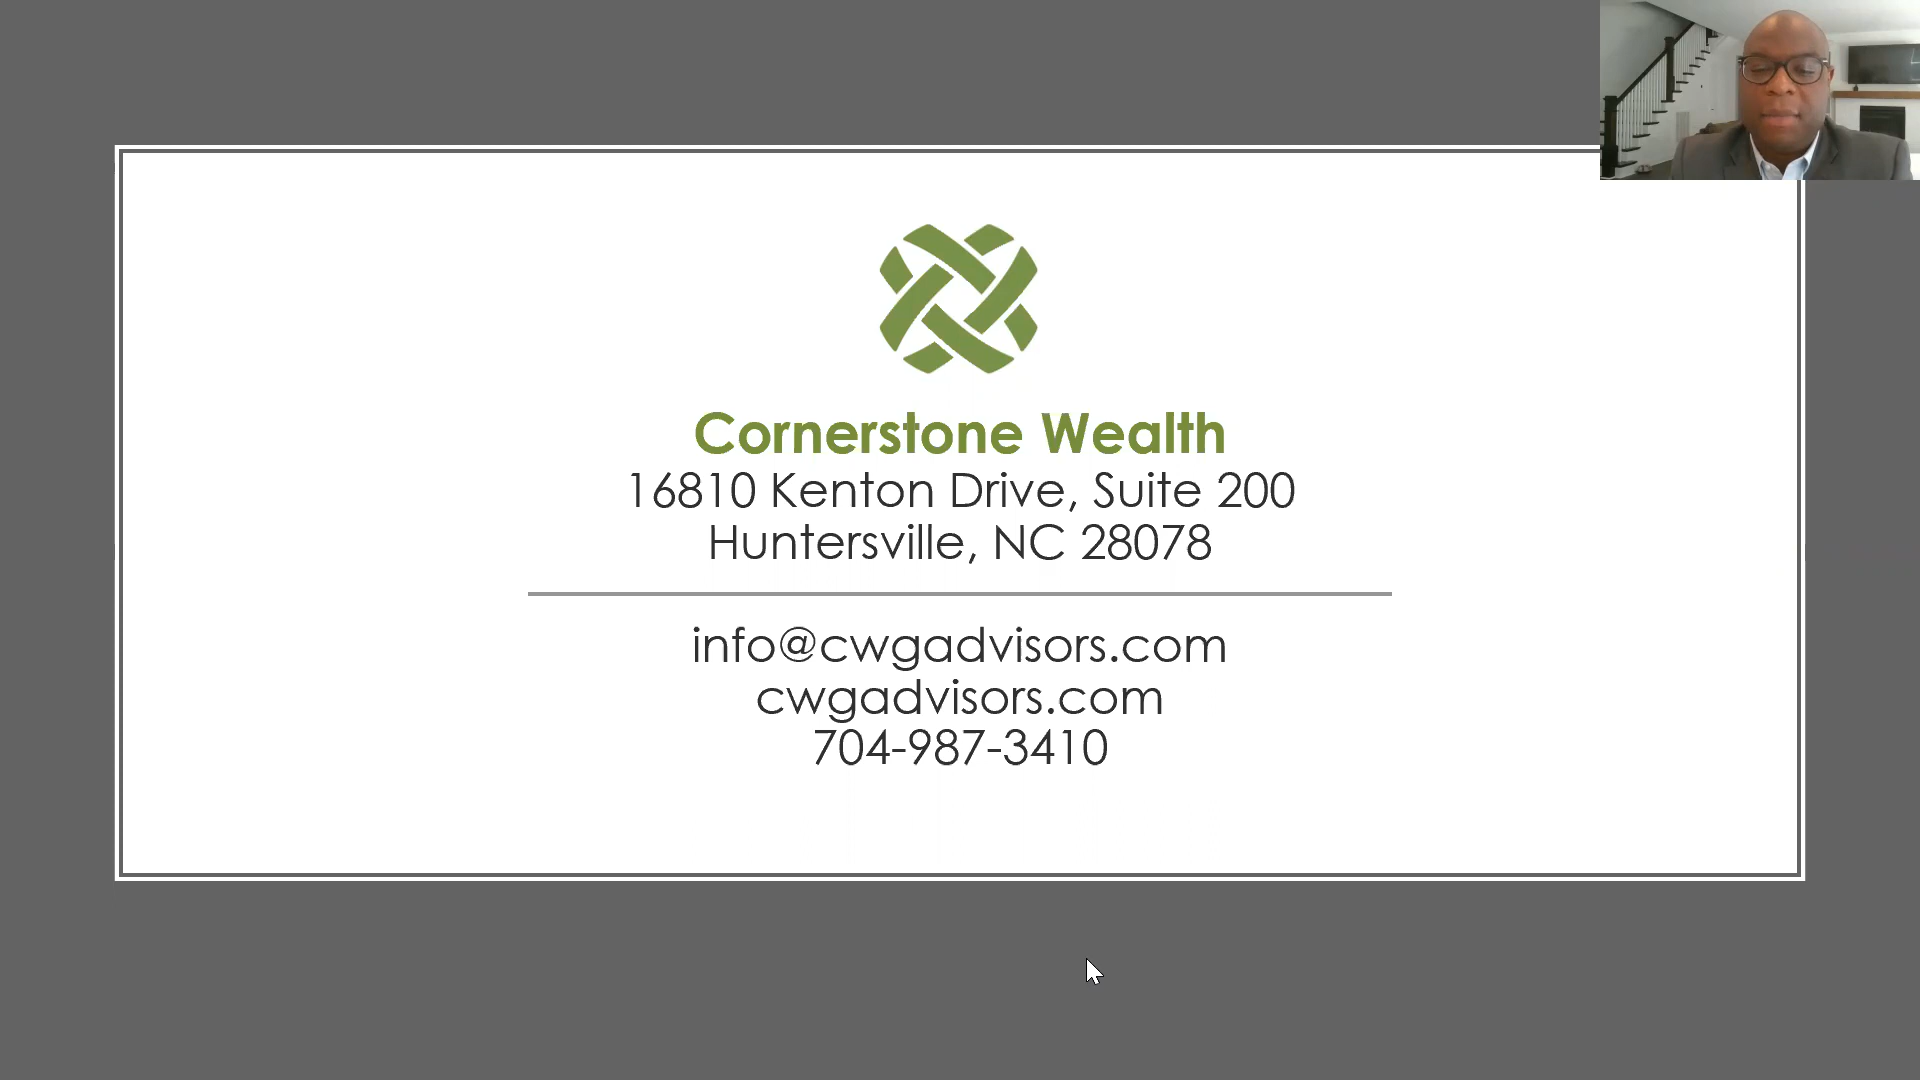 Cornerstone Wealth
16810 Kenton Drive, Suite 200
Huntersville, NC 28078
info@cwgadvisors.com
cwgadvisors.com
704-987-3410